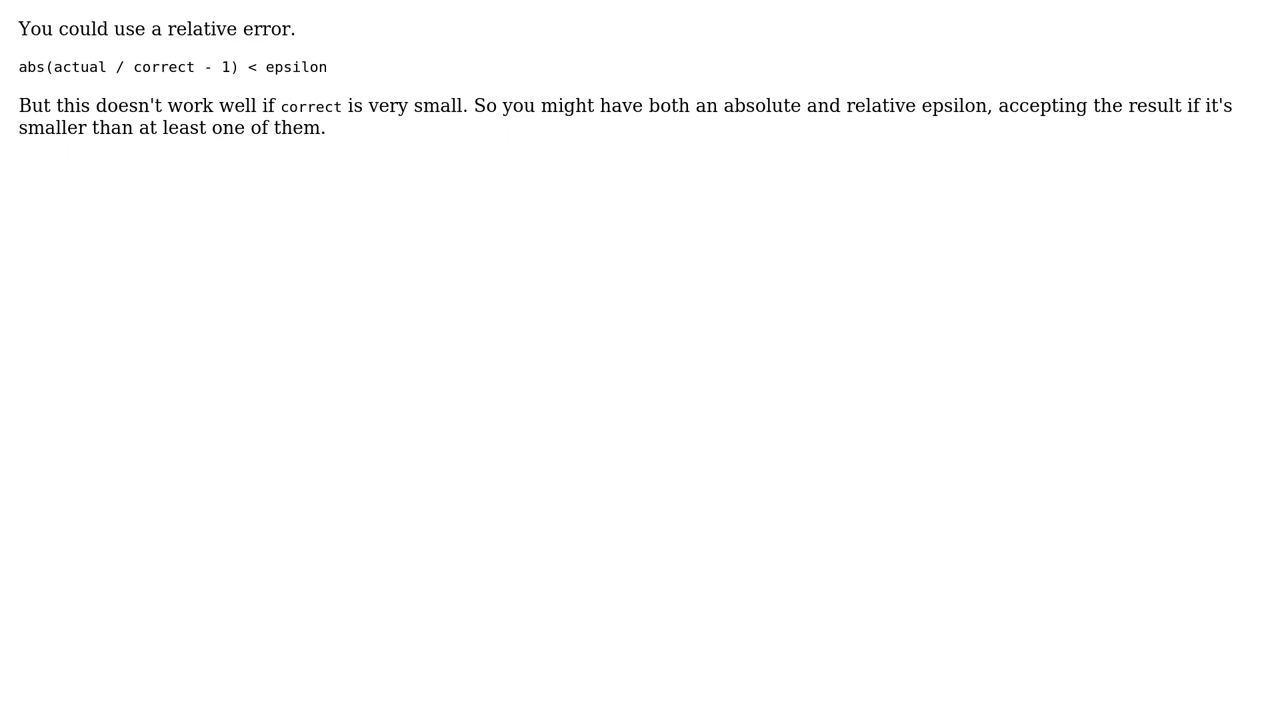 You could use a relative error.
abs(actual / correct - 1) < epsilon
But this doesn't work well if correct is very small. So you might have both an absolute and relative epsilon, accepting the result if it's
smaller than at least one of them.